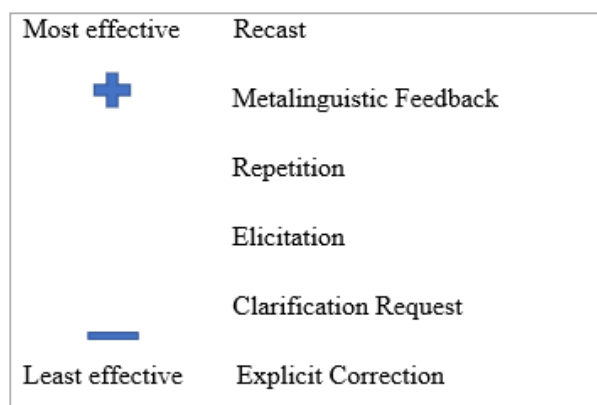 Most effective Recast
Metalinguistic Feedback
Repetition
Elicitation
Clarification Request
Least effective Explicit Correction